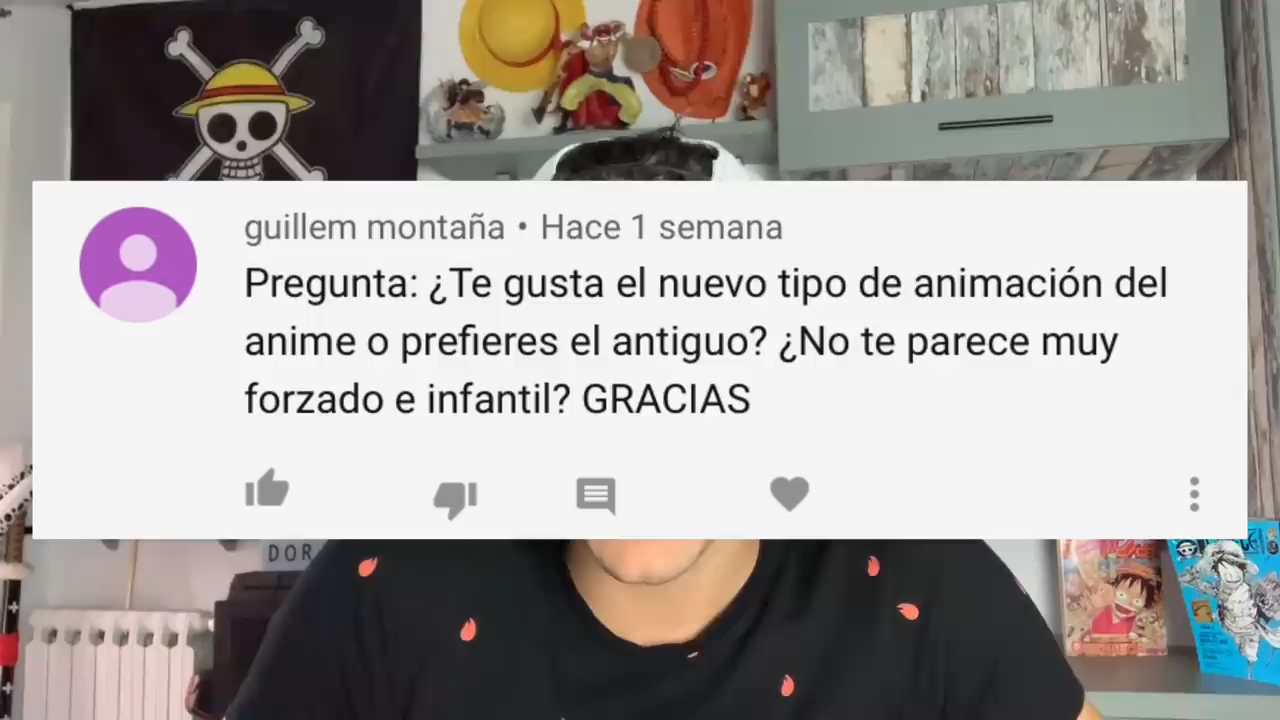 guillem montaña • Hace 1 semana
Pregunta: ¿Te gusta el nuevo tipo de animación del
anime o prefieres el antiguo? ¿No te parece muy
forzado e infantil? GRACIAS
DOR